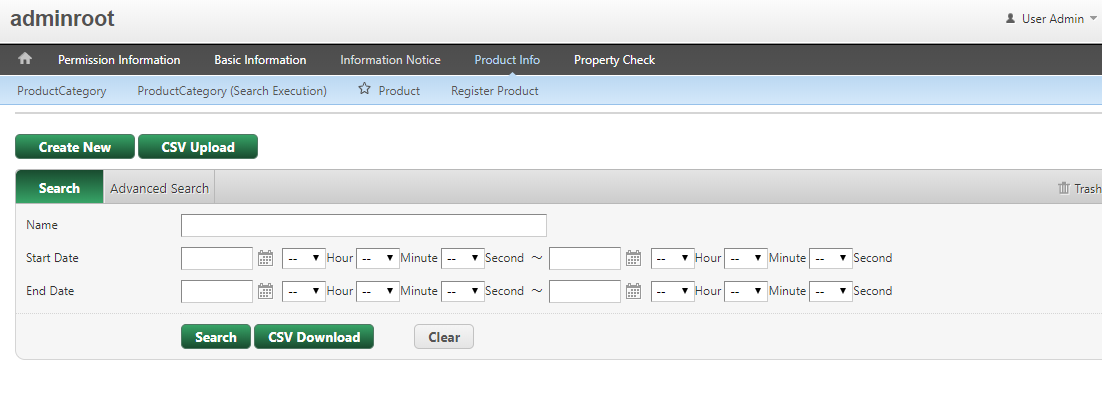 adminroot
User Admin
Permission Information Basic Information Information Notice Product Info Property Check
ProductCategory ProductCategory (Search Execution) Product Register Product
Create New CSV Upload
Search Advanced Search Trash
Name
Start Date -- Hour -- Minute -- Second ～ -- Hour -- Minute -- Second
End Date -- Hour -- Minute -- Second ～ -- Hour -- Minute -- Second
Search CSV Download Clear